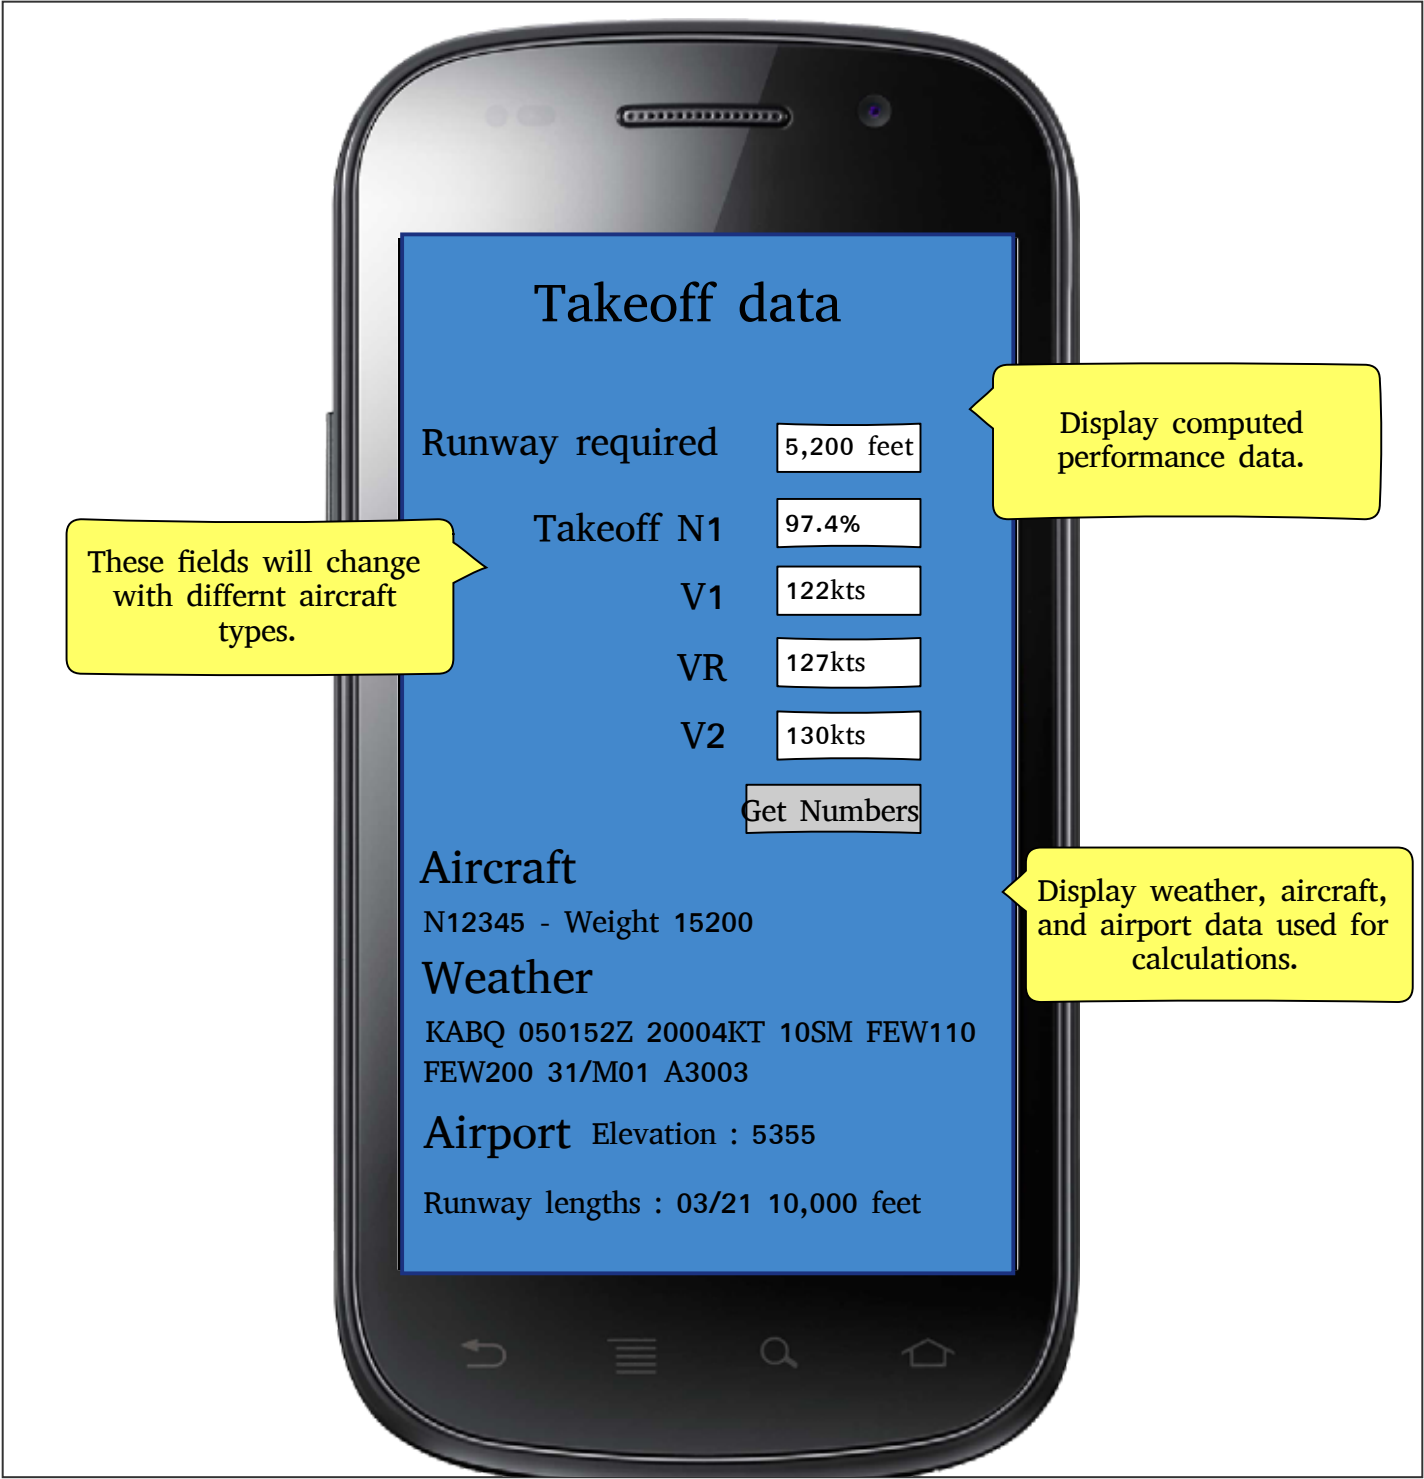 Takeoff data
Display computed
performance data.
Runway required
5,200 feet
Takeoff N1
97.4%
These fields will change
with differnt aircraft
types.
V1
122kts
VR
127kts
V2
130kts
Get Numbers
Aircraft
N12345 - Weight 15200
Display weather, aircraft,
and airport data used for
calculations.
Weather
KABQ 050152Z 20004KT 10SM FEW110
FEW200 31/M01 A3003
Airport Elevation : 5355
Runway lengths : 03/21 10,000 feet